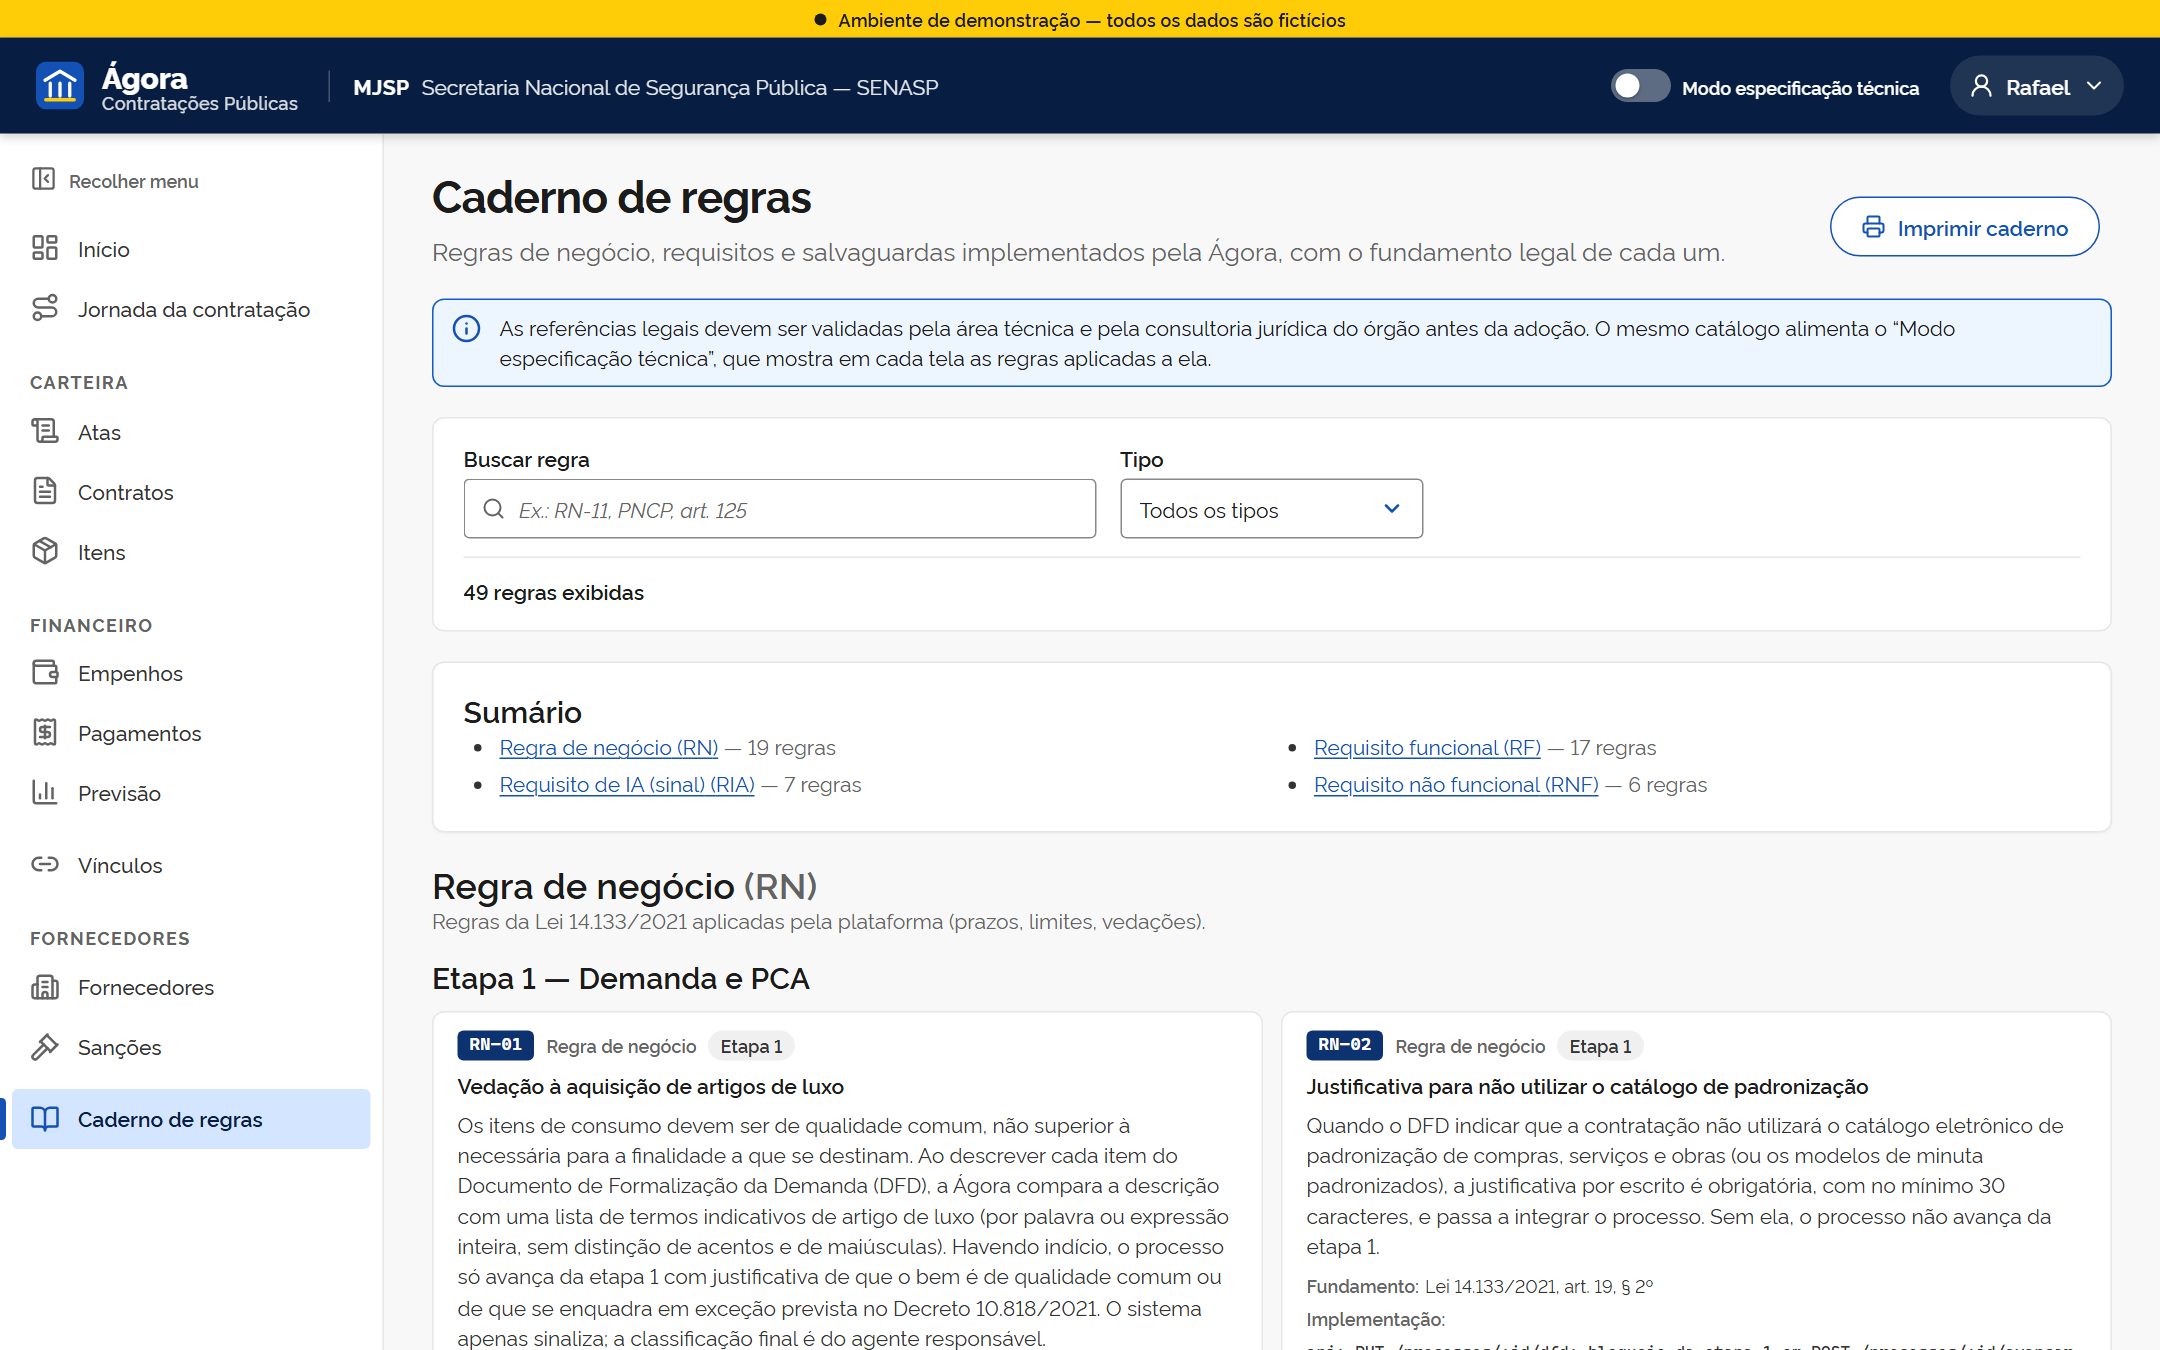 Ambiente de demonstração — todos os dados são fictícios
Ágora
Contratações Públicas
MJSP Secretaria Nacional de Segurança Pública — SENASP
Modo especificação técnica
Rafael
Recolher menu
Início
Jornada da contratação
CARTEIRA
Atas
Contratos
Itens
FINANCEIRO
Empenhos
Pagamentos
Previsão
Vínculos
FORNECEDORES
Fornecedores
Sanções
Caderno de regras
Caderno de regras
Regras de negócio, requisitos e salvaguardas implementados pela Ágora, com o fundamento legal de cada um.
Imprimir caderno
As referências legais devem ser validadas pela área técnica e pela consultoria jurídica do órgão antes da adoção. O mesmo catálogo alimenta o “Modo
especificação técnica”, que mostra em cada tela as regras aplicadas a ela.
Buscar regra
Ex.: RN-11, PNCP, art. 125
Tipo
Todos os tipos
49 regras exibidas
Sumário
Regra de negócio (RN) — 19 regras
Requisito funcional (RF) — 17 regras
Requisito de IA (sinal) (RIA) — 7 regras
Requisito não funcional (RNF) — 6 regras
Regra de negócio (RN)
Regras da Lei 14.133/2021 aplicadas pela plataforma (prazos, limites, vedações).
Etapa 1 — Demanda e PCA
RN-01 Regra de negócio Etapa 1
Vedação à aquisição de artigos de luxo
Os itens de consumo devem ser de qualidade comum, não superior à
necessária para a finalidade a que se destinam. Ao descrever cada item do
Documento de Formalização da Demanda (DFD), a Ágora compara a descrição
com uma lista de termos indicativos de artigo de luxo (por palavra ou expressão
inteira, sem distinção de acentos e de maiúsculas). Havendo indício, o processo
só avança da etapa 1 com justificativa de que o bem é de qualidade comum ou
de que se enquadra em exceção prevista no Decreto 10.818/2021. O sistema
apenas sinaliza; a classificação final é do agente responsável.
RN-02 Regra de negócio Etapa 1
Justificativa para não utilizar o catálogo de padronização
Quando o DFD indicar que a contratação não utilizará o catálogo eletrônico de
padronização de compras, serviços e obras (ou os modelos de minuta
padronizados), a justificativa por escrito é obrigatória, com no mínimo 30
caracteres, e passa a integrar o processo. Sem ela, o processo não avança da
etapa 1.
Fundamento: Lei 14.133/2021, art. 19, § 2º
Implementação: